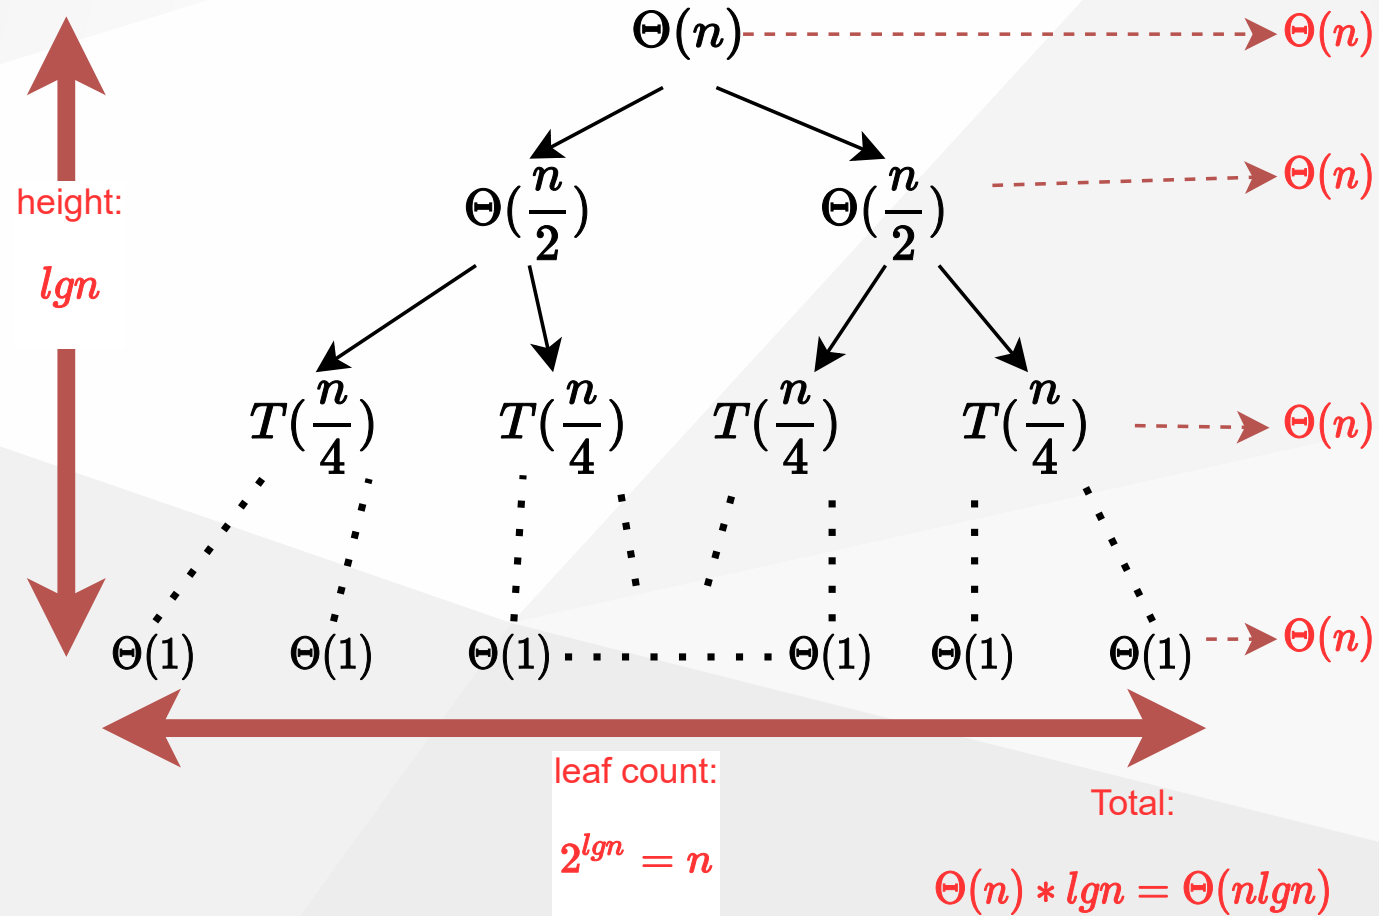 Θ(n) Θ(n)
Θ(n/2) Θ(n/2) Θ(n)
height:
lgn
T(n/4) T(n/4) T(n/4) T(n/4) Θ(n)
Θ(1) Θ(1) Θ(1) Θ(1) Θ(1) Θ(1) Θ(n)
leaf count:
2^{lgn} = n
Total:
Θ(n) * lgn = Θ(nlgn)